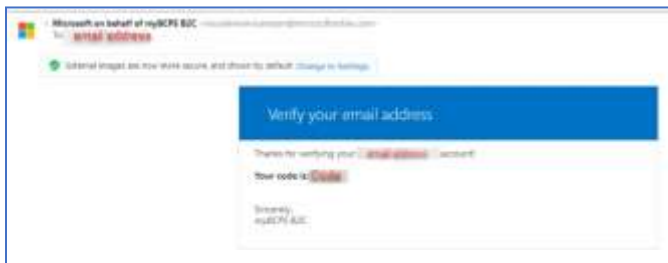 Microsoft on behalf of myBCPS B2C
To: email address
External images are now more secure, and shown by default. Change in Settings
Verify your email address
Thanks for verifying your email address account!
Your code is: Code
Sincerely,
myBCPS B2C